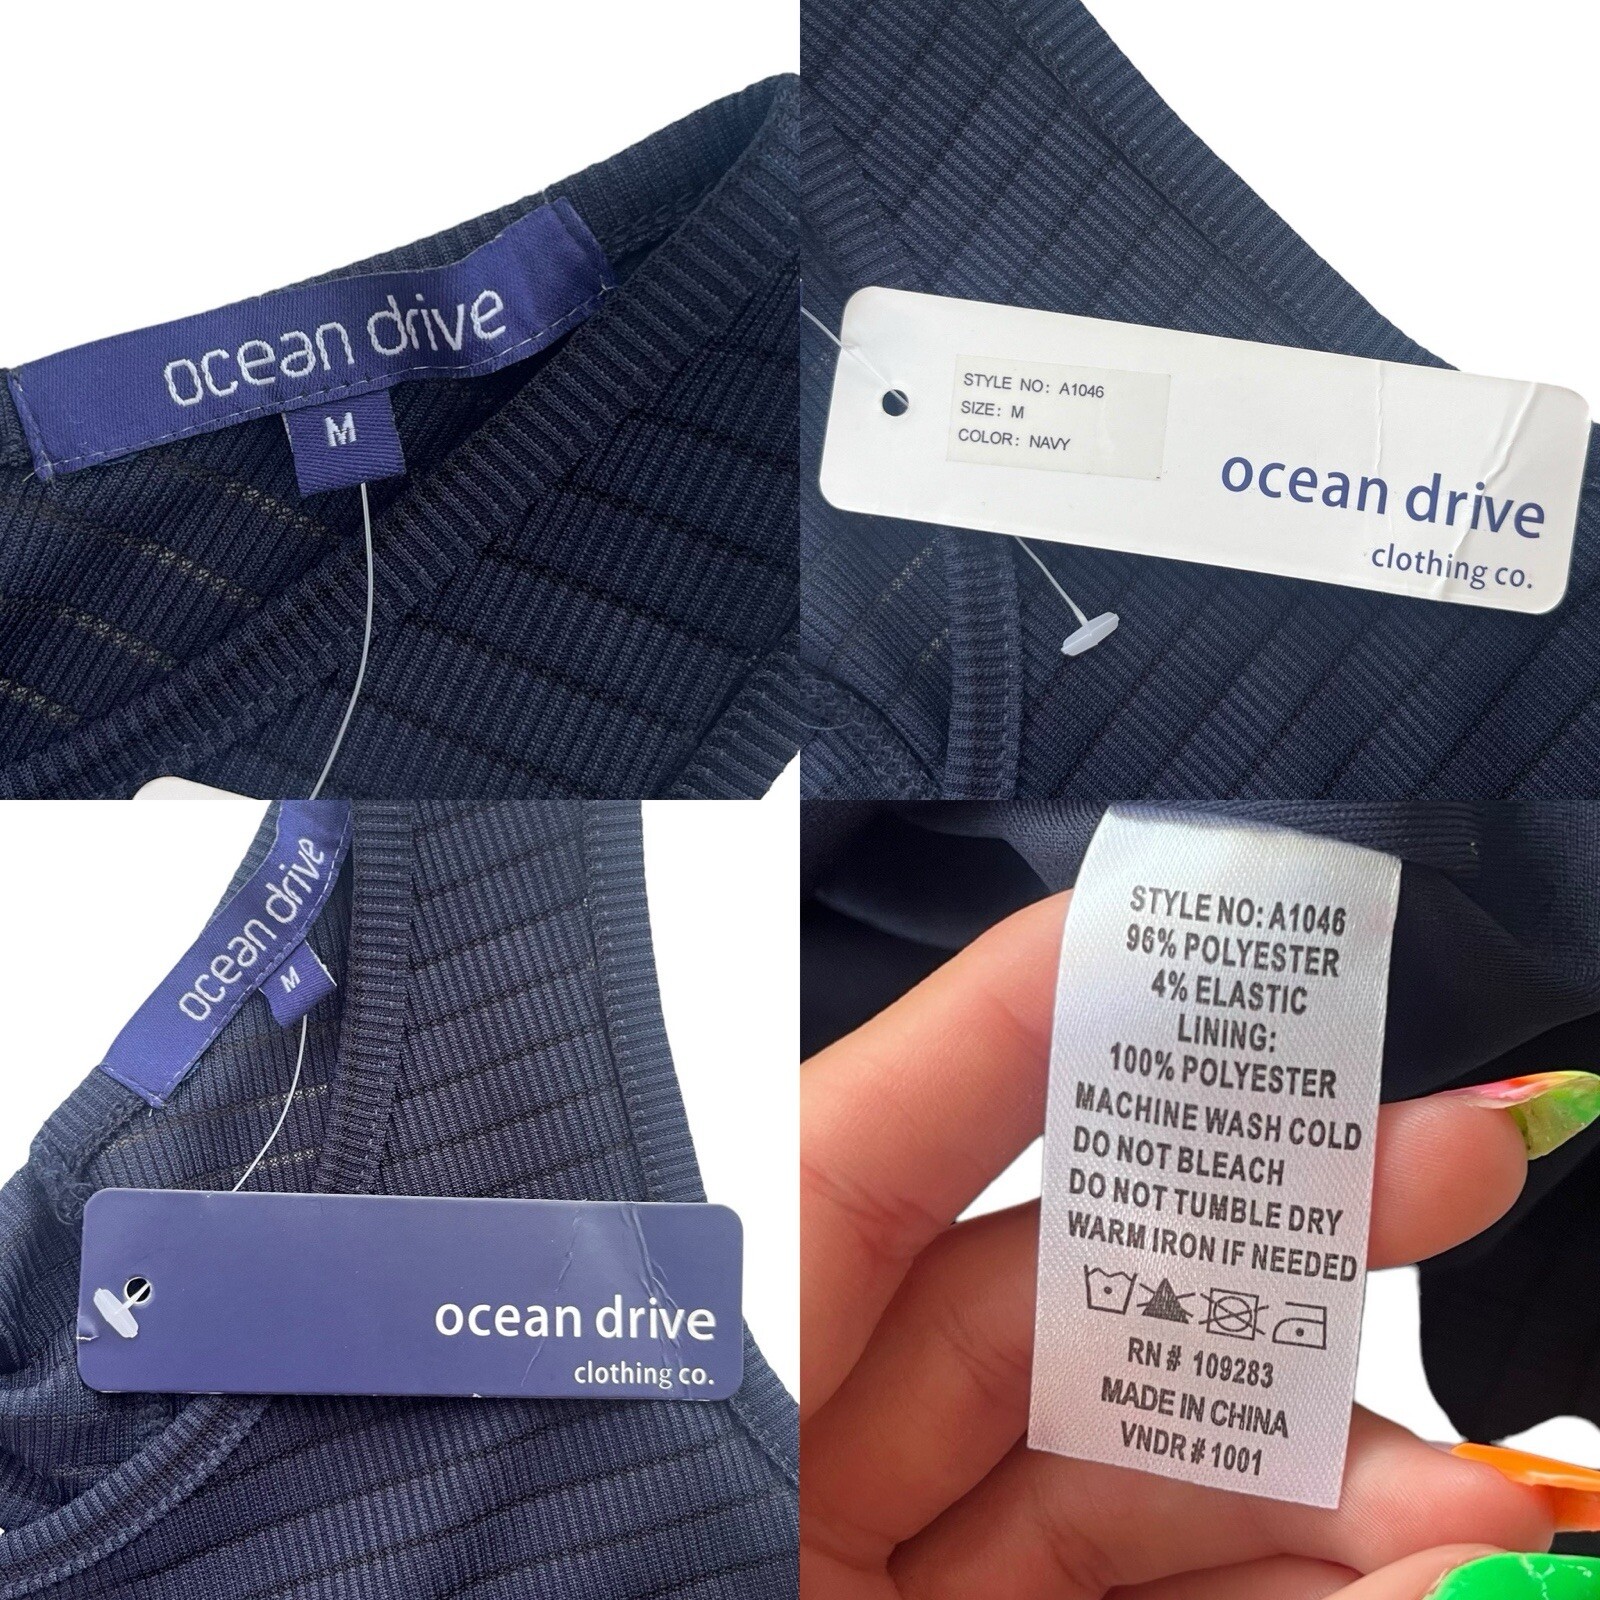 ocean drive
M
STYLE NO: A1046
SIZE: M
COLOR: NAVY
ocean drive
clothing co.
ocean drive
M
ocean drive
clothing co.
STYLE NO: A1046
96% POLYESTER
4% ELASTIC
LINING:
100% POLYESTER
MACHINE WASH COLD
DO NOT BLEACH
DO NOT TUMBLE DRY
WARM IRON IF NEEDED
RN# 109283
MADE IN CHINA
VNDR # 1001